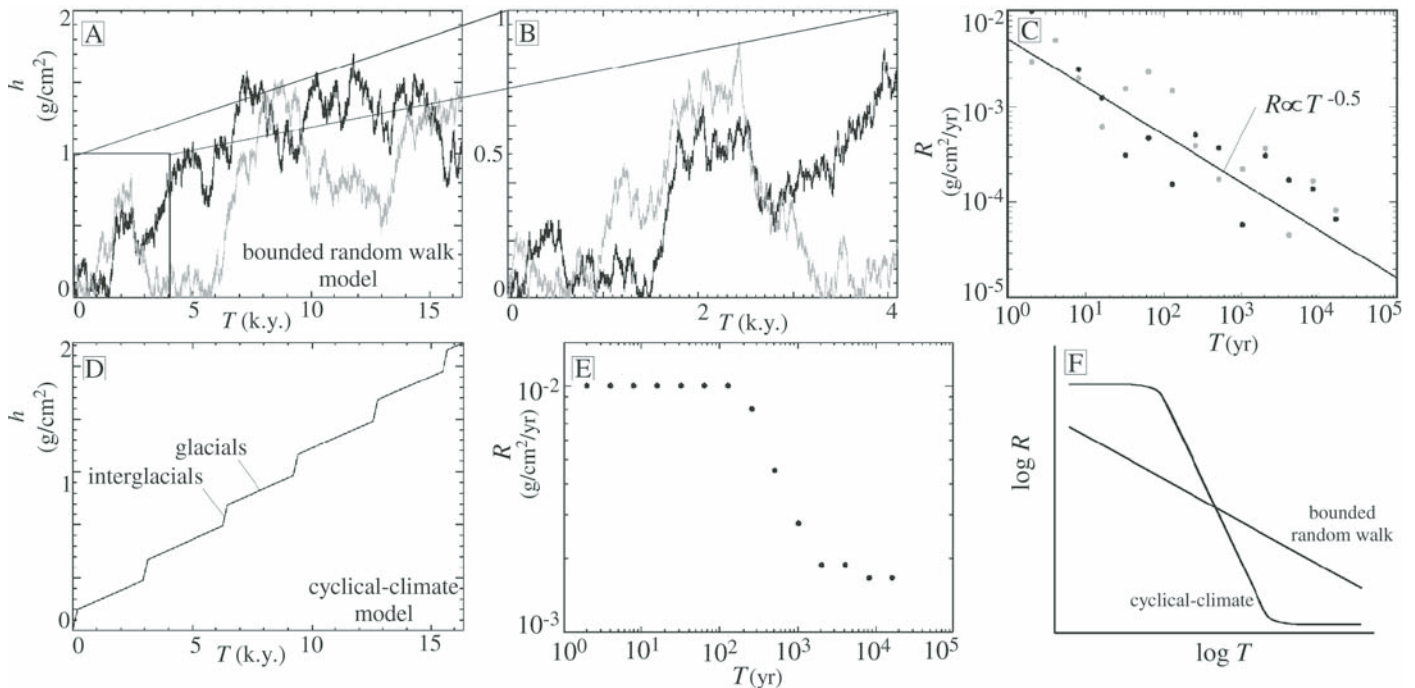 A
2
h
(g/cm²)
1
0
0
5
10
15
T (k.y.)
bounded random walk
model
B
1
0.5
0
0
2
4
T (k.y.)
C
10⁻²
10⁻³
R
(g/cm²/yr)
10⁻⁴
10⁻⁵
R∝T⁻⁰·⁵
10⁰
10¹
10²
10³
10⁴
10⁵
T (yr)
D
2
h
(g/cm²)
1
0
glacials
interglacials
cyclical-climate
model
0
5
10
15
T (k.y.)
E
10⁻²
R
(g/cm²/yr)
10⁻³
10⁰
10¹
10²
10³
10⁴
10⁵
T (yr)
F
log R
bounded
random walk
cyclical-climate
log T